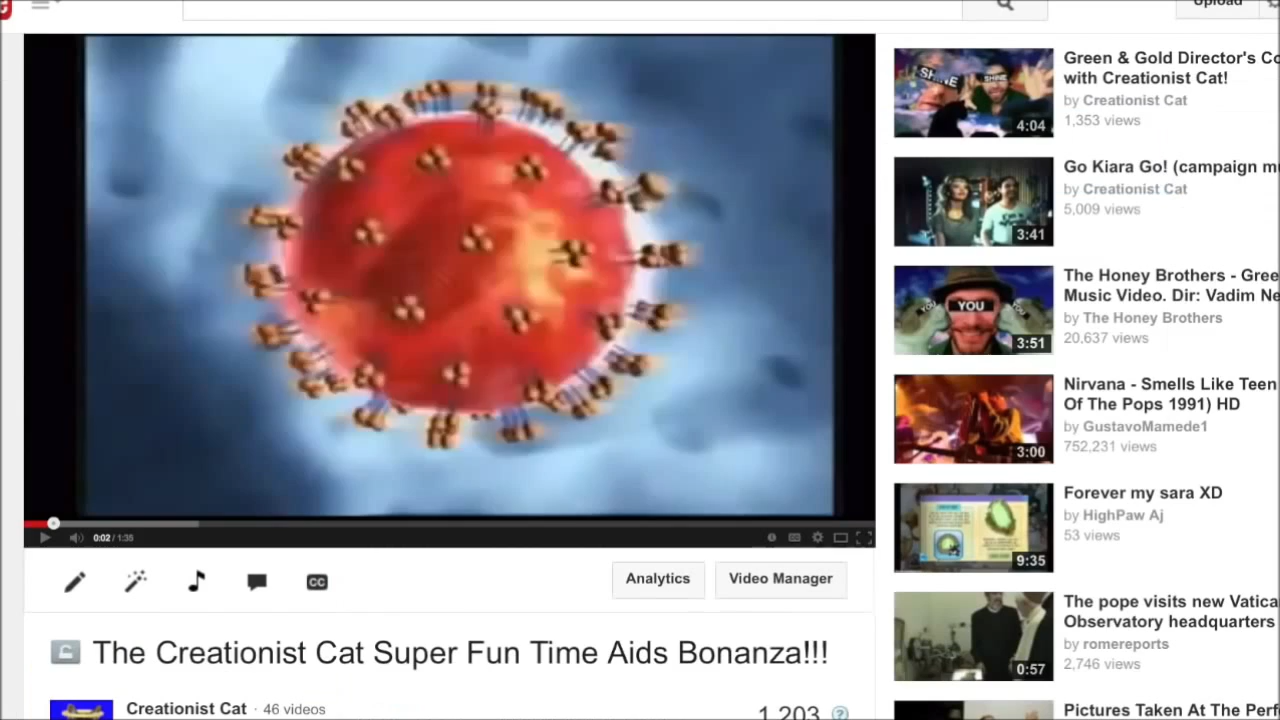 Upload
SHINE
SHINE
4:04
Green & Gold Director's Co
with Creationist Cat!
by Creationist Cat
1,353 views
3:41
Go Kiara Go! (campaign m
by Creationist Cat
5,009 views
YOU
YOU
YOU
3:51
The Honey Brothers - Gree
Music Video. Dir: Vadim Ne
by The Honey Brothers
20,637 views
3:00
Nirvana - Smells Like Teen
Of The Pops 1991) HD
by GustavoMamede1
752,231 views
9:35
Forever my sara XD
by HighPaw Aj
53 views
0:57
The pope visits new Vatica
Observatory headquarters
by romereports
2,746 views
Pictures Taken At The Perf
0:02 / 1:35
CC
Analytics
Video Manager
The Creationist Cat Super Fun Time Aids Bonanza!!!
Creationist Cat · 46 videos
1,203